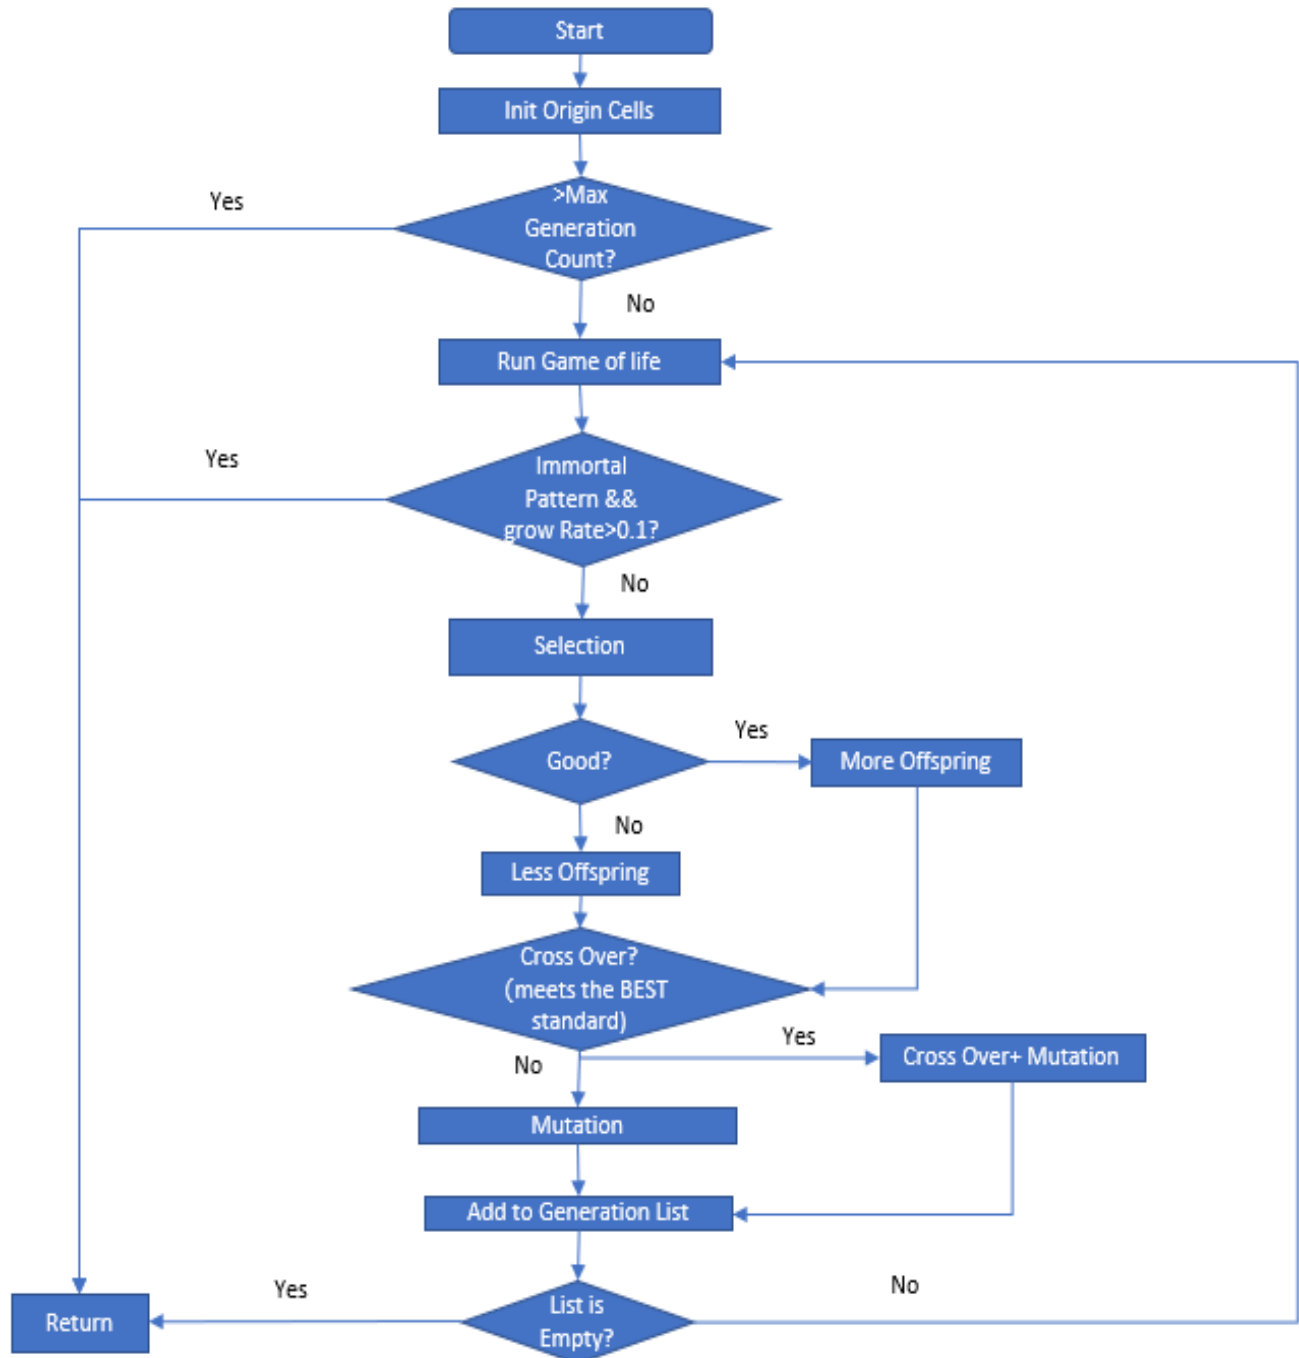 Start
Init Origin Cells
Yes
>Max
Generation
Count?
No
Run Game of life
Yes
Immortal
Pattern &&
grow Rate>0.1?
No
Selection
Good?
Yes
More Offspring
No
Less Offspring
Cross Over?
(meets the BEST
standard)
Yes
Cross Over+ Mutation
No
Mutation
Add to Generation List
Yes
No
Return
List is
Empty?